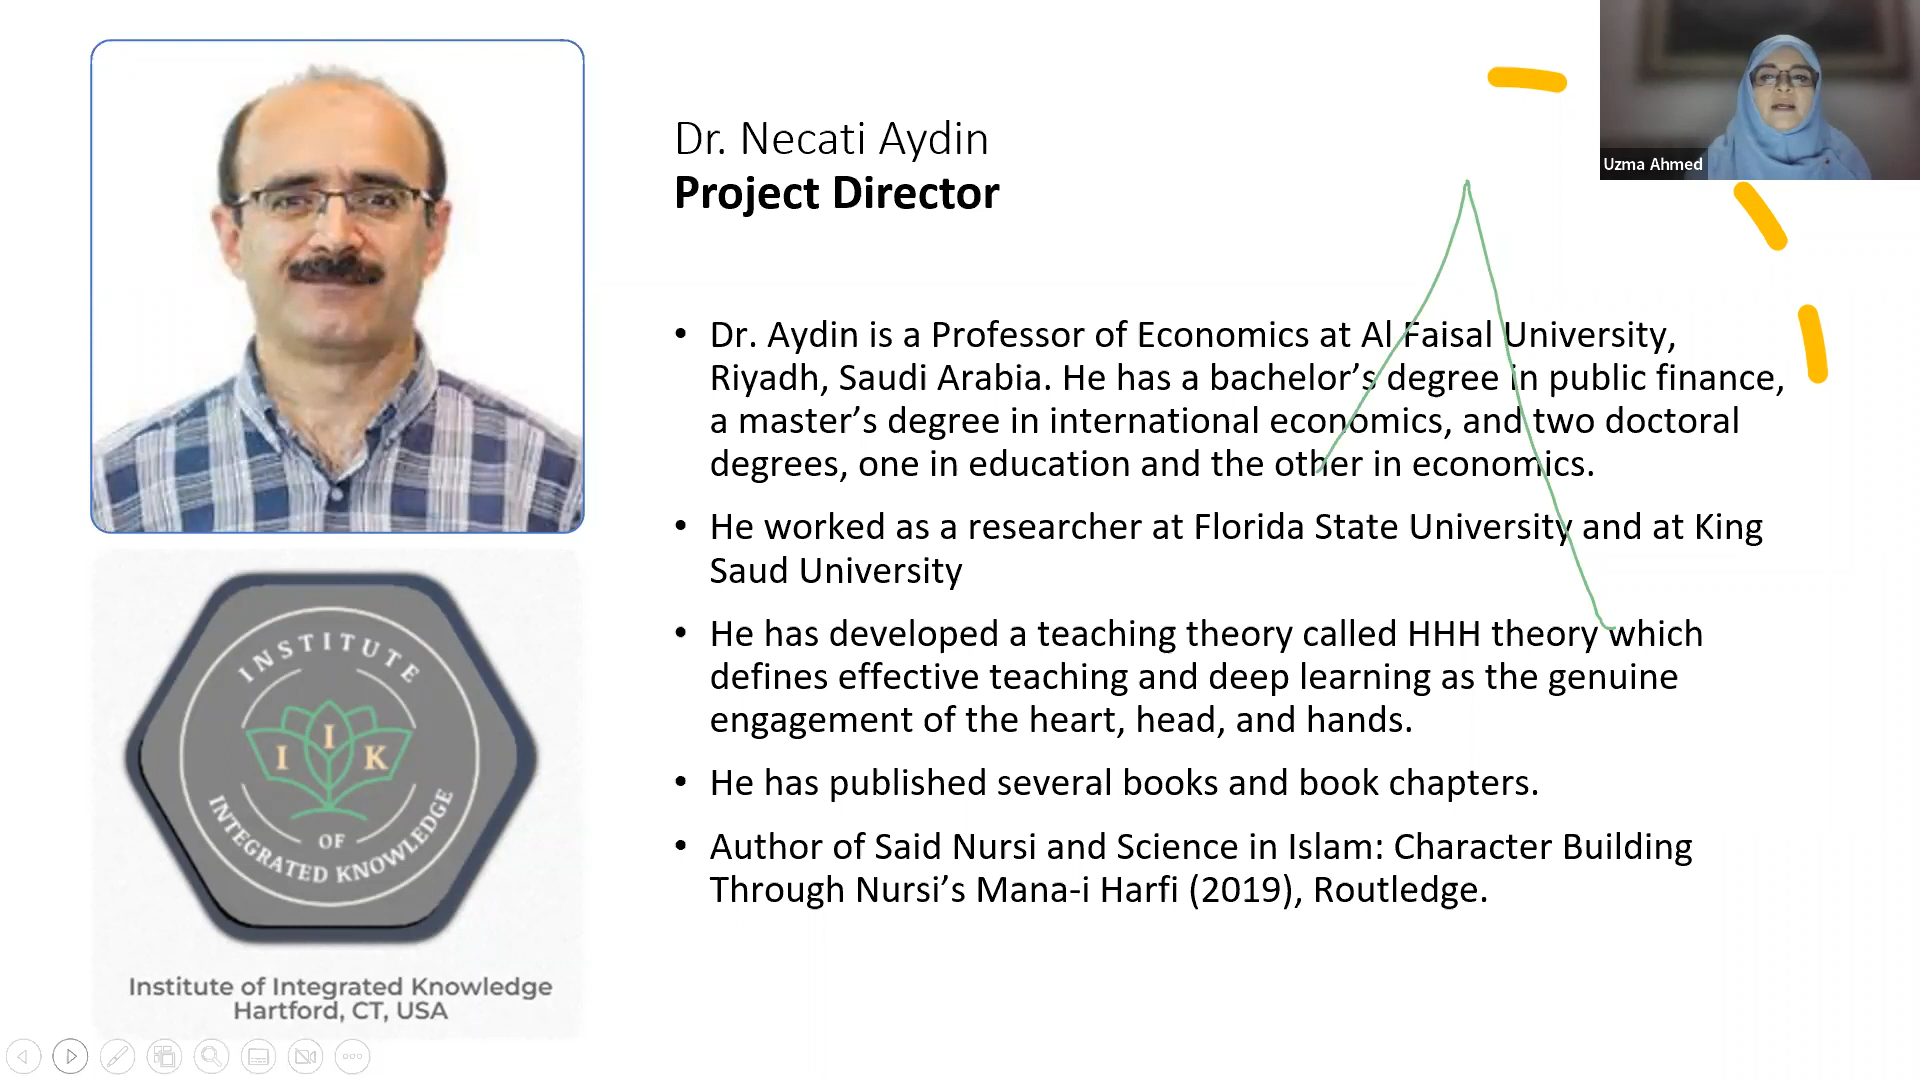 Uzma Ahmed
Dr. Necati Aydin
Project Director
• Dr. Aydin is a Professor of Economics at Al Faisal University,
Riyadh, Saudi Arabia. He has a bachelor’s degree in public finance,
a master’s degree in international economics, and two doctoral
degrees, one in education and the other in economics.
• He worked as a researcher at Florida State University and at King
Saud University
• He has developed a teaching theory called HHH theory which
defines effective teaching and deep learning as the genuine
engagement of the heart, head, and hands.
• He has published several books and book chapters.
• Author of Said Nursi and Science in Islam: Character Building
Through Nursi’s Mana-i Harfi (2019), Routledge.
INSTITUTE
I I K
OF
INTEGRATED KNOWLEDGE
Institute of Integrated Knowledge
Hartford, CT, USA